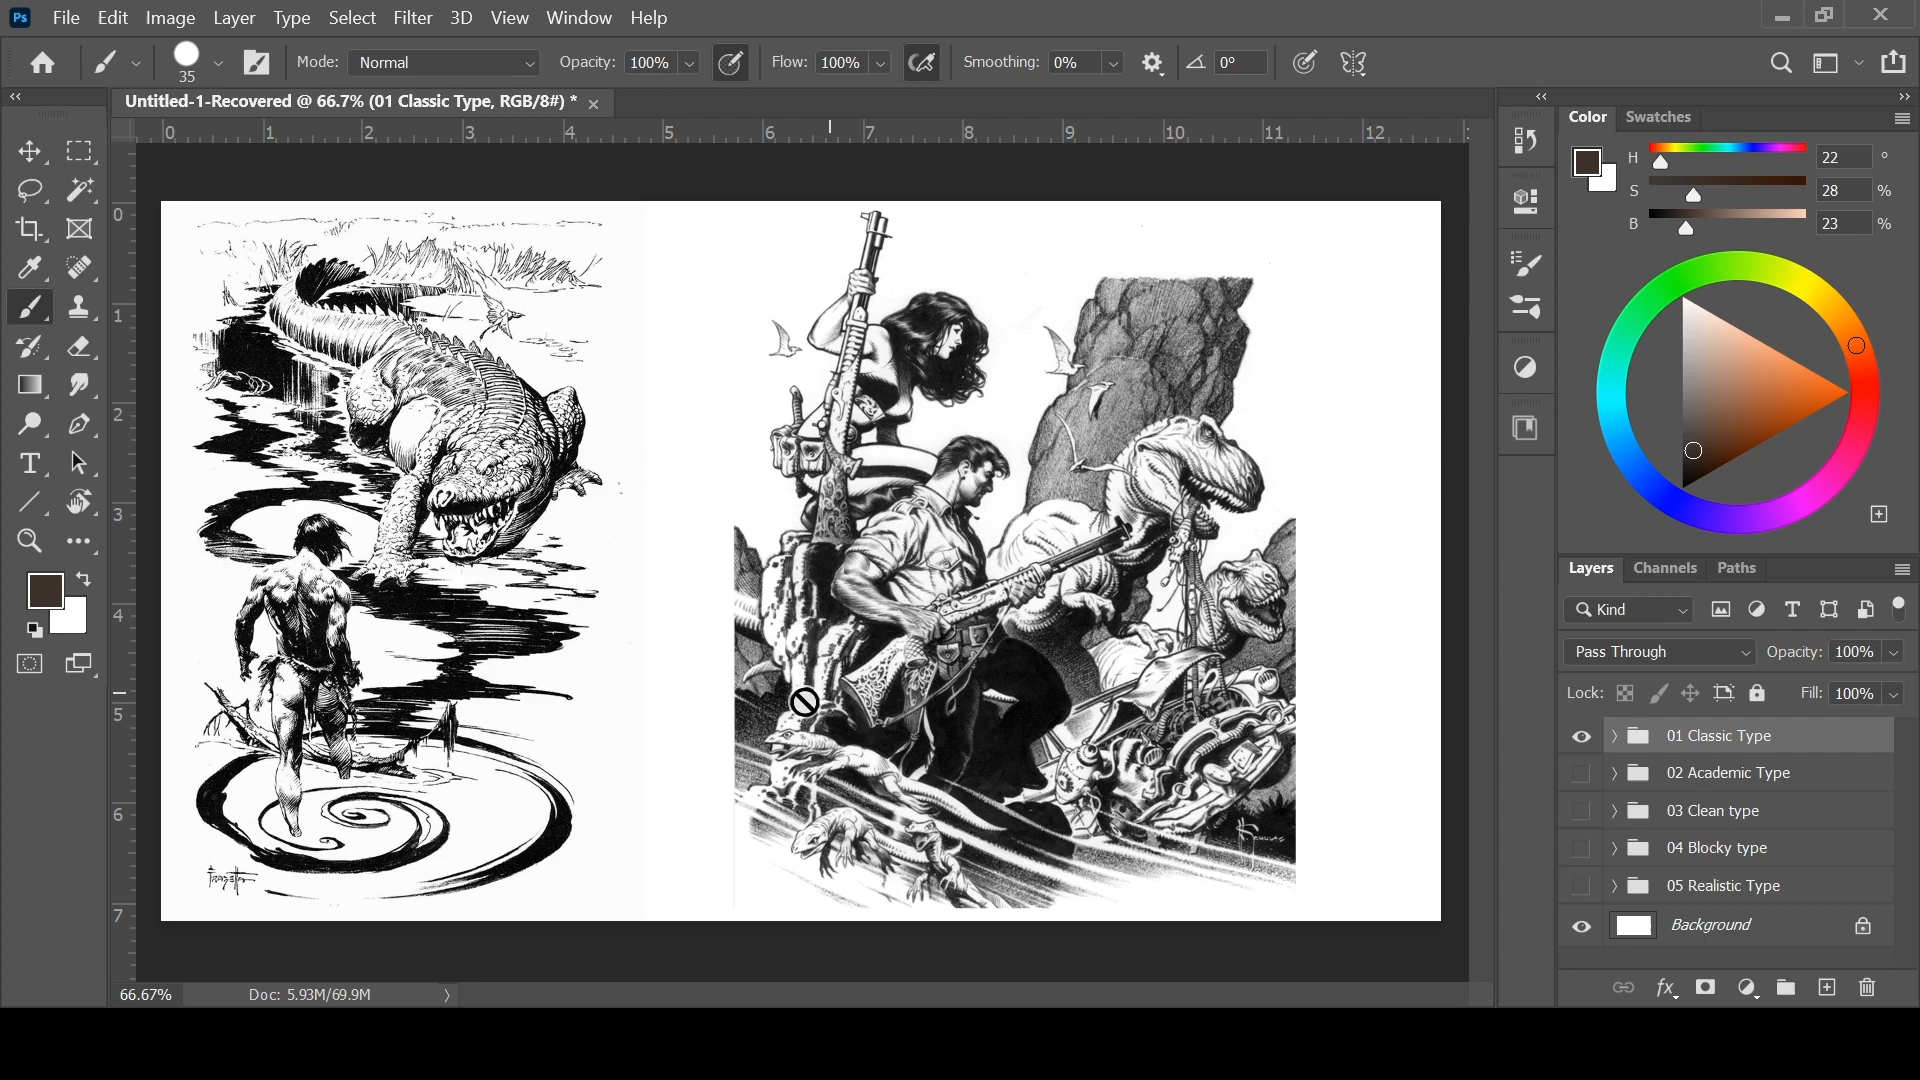 Ps File Edit Image Layer Type Select Filter 3D View Window Help
35 Mode: Normal Opacity: 100% Flow: 100% Smoothing: 0% 0°
Untitled-1-Recovered @ 66.7% (01 Classic Type, RGB/8#) *
0 1 2 3 4 5 6 7 8 9 10 11 12
0
1
2
3
4
5
6
7
FRAZETTA
66.67% Doc: 5.93M/69.9M
Color Swatches
H 22 °
S 28 %
B 23 %
Layers Channels Paths
Kind
Pass Through Opacity: 100%
Lock: Fill: 100%
01 Classic Type
02 Academic Type
03 Clean type
04 Blocky type
05 Realistic Type
Background
fx